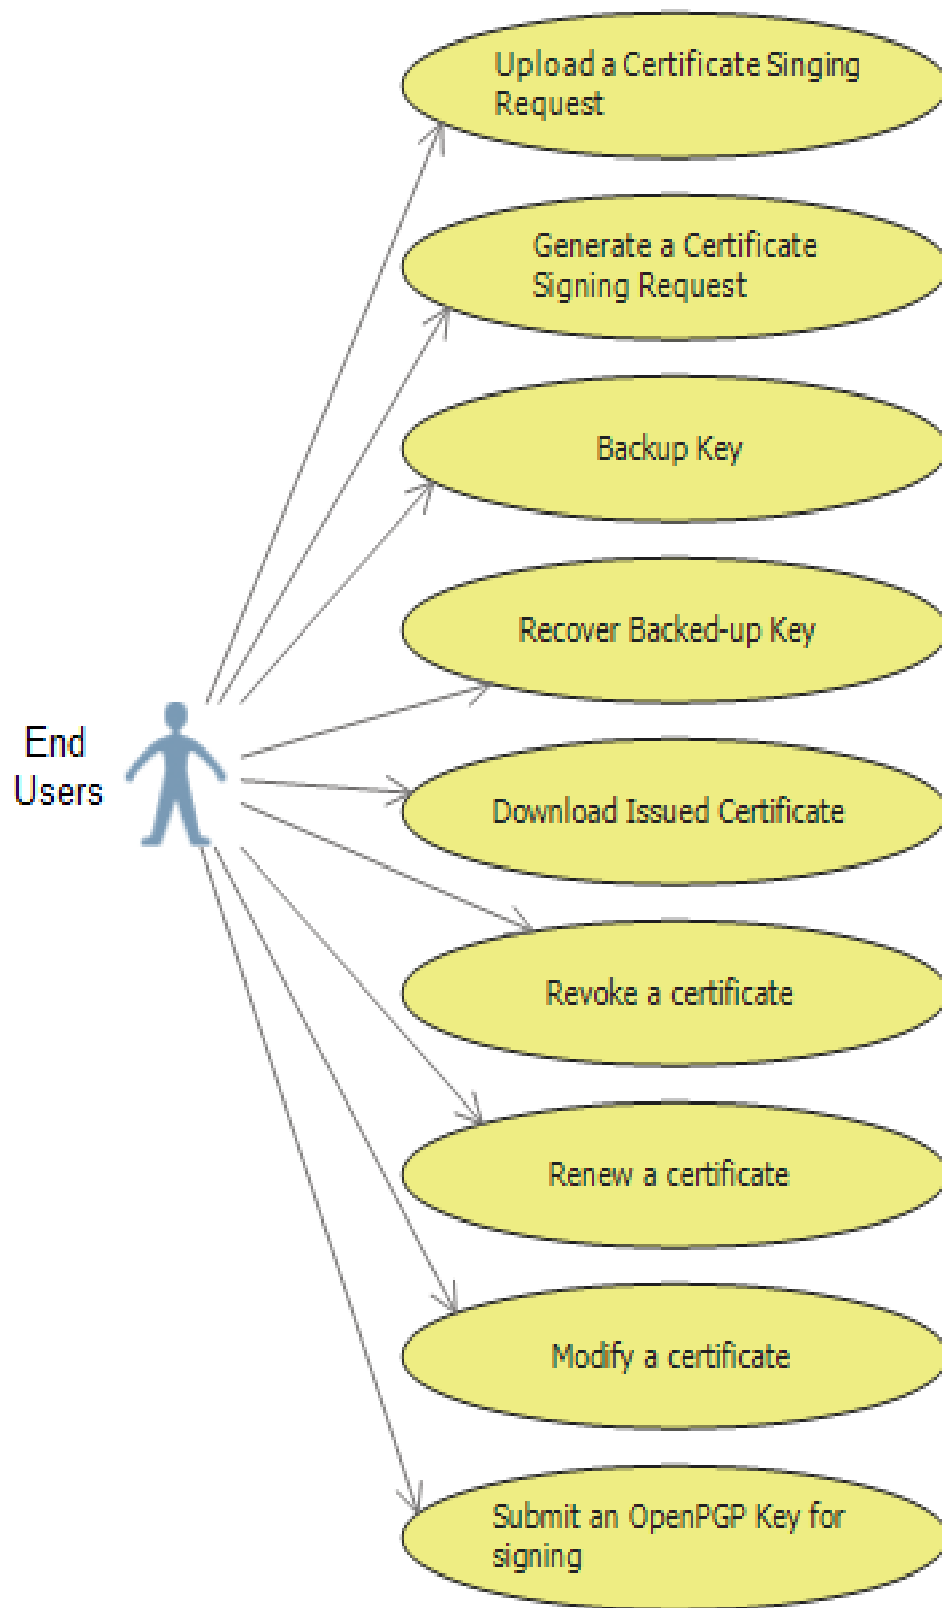 Upload a Certificate Singing
Request
Generate a Certificate
Signing Request
Backup Key
Recover Backed-up Key
End
Users
Download Issued Certificate
Revoke a certificate
Renew a certificate
Modify a certificate
Submit an OpenPGP Key for
signing